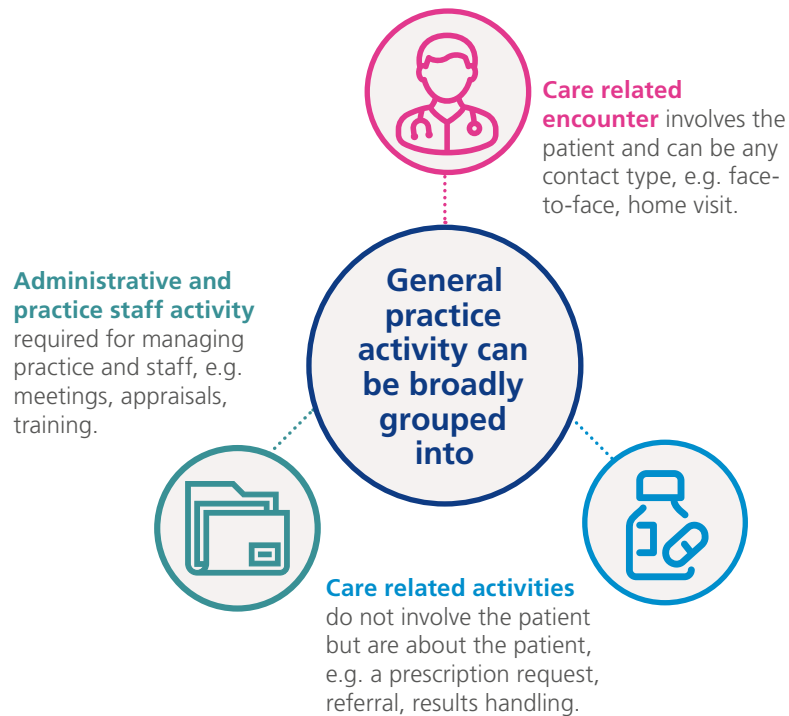 Care related
encounter involves the
patient and can be any
contact type, e.g. face-
to-face, home visit.
Administrative and
practice staff activity
required for managing
practice and staff, e.g.
meetings, appraisals,
training.
General
practice
activity can
be broadly
grouped
into
Care related activities
do not involve the patient
but are about the patient,
e.g. a prescription request,
referral, results handling.